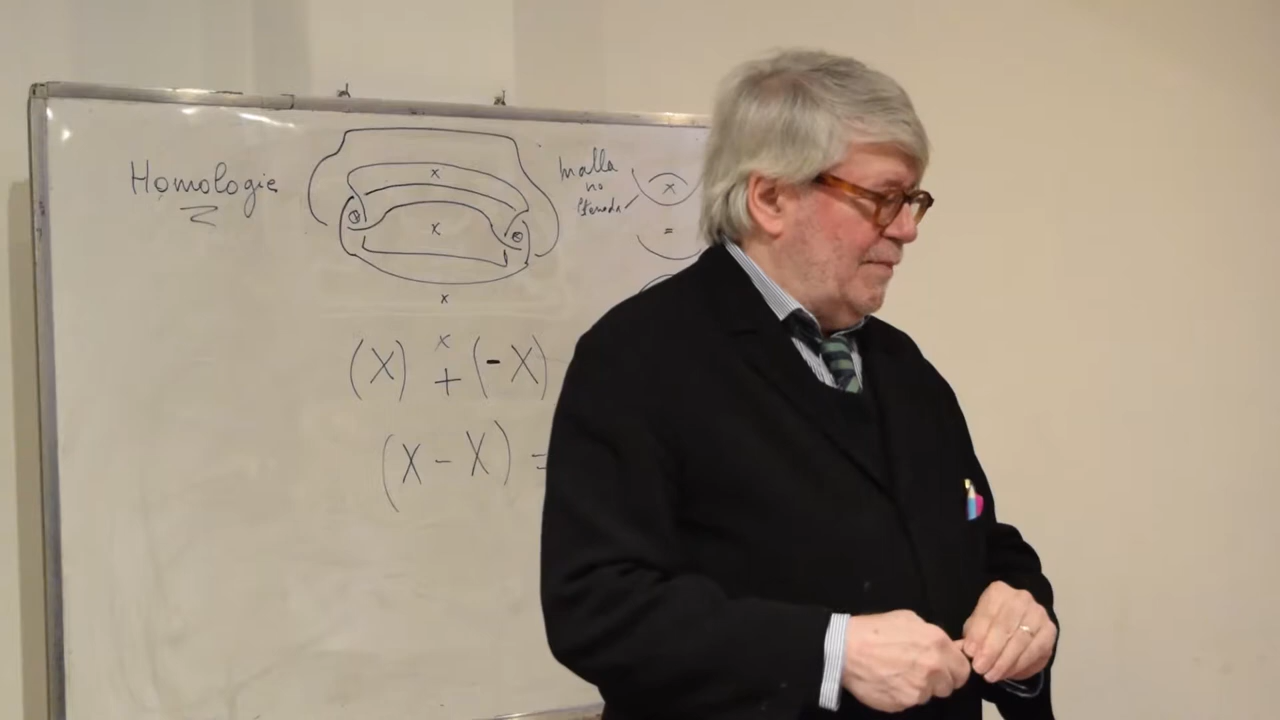 Homologie
x
malla
no
x
x
x
x
=
x
x
(X) + (-X)
(X - X) =